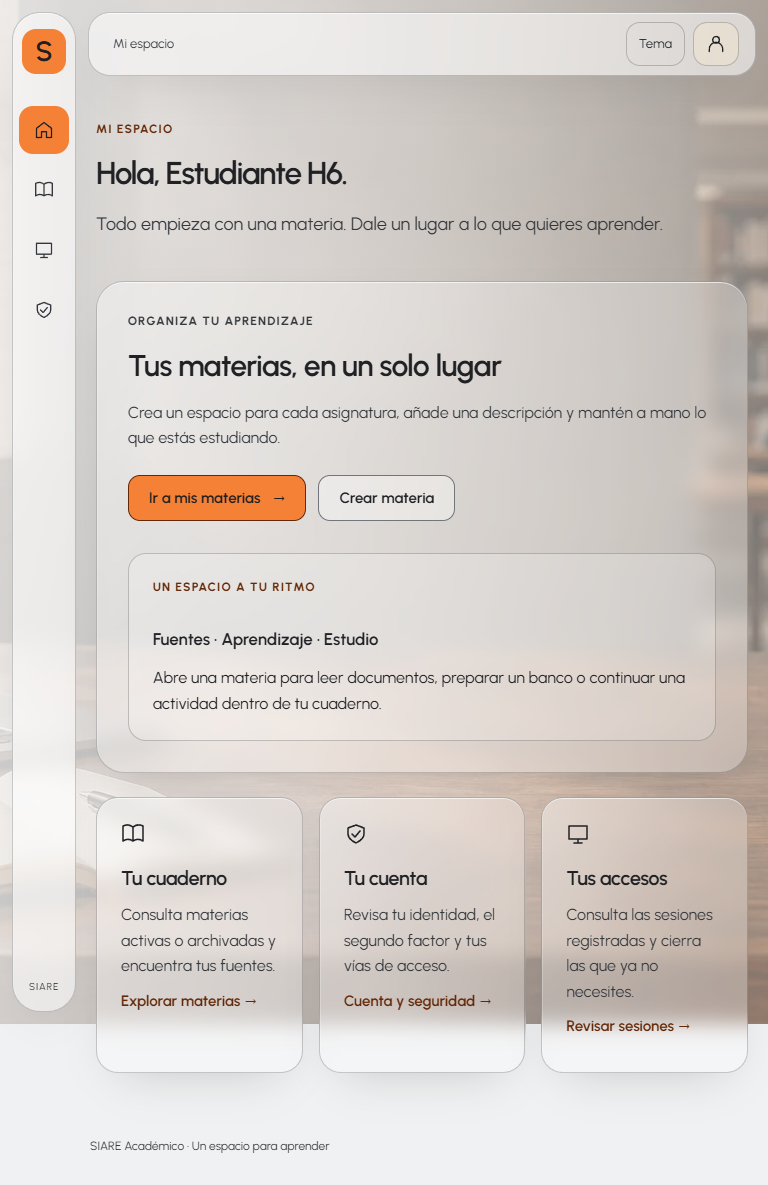 S
Mi espacio
Tema
MI ESPACIO
Hola, Estudiante H6.
Todo empieza con una materia. Dale un lugar a lo que quieres aprender.
ORGANIZA TU APRENDIZAJE
Tus materias, en un solo lugar
Crea un espacio para cada asignatura, añade una descripción y mantén a mano lo
que estás estudiando.
Ir a mis materias →
Crear materia
UN ESPACIO A TU RITMO
Fuentes · Aprendizaje · Estudio
Abre una materia para leer documentos, preparar un banco o continuar una
actividad dentro de tu cuaderno.
Tu cuaderno
Consulta materias
activas o archivadas y
encuentra tus fuentes.
Explorar materias →
Tu cuenta
Revisa tu identidad, el
segundo factor y tus
vías de acceso.
Cuenta y seguridad →
Tus accesos
Consulta las sesiones
registradas y cierra
las que ya no
necesites.
Revisar sesiones →
SIARE
SIARE Académico · Un espacio para aprender